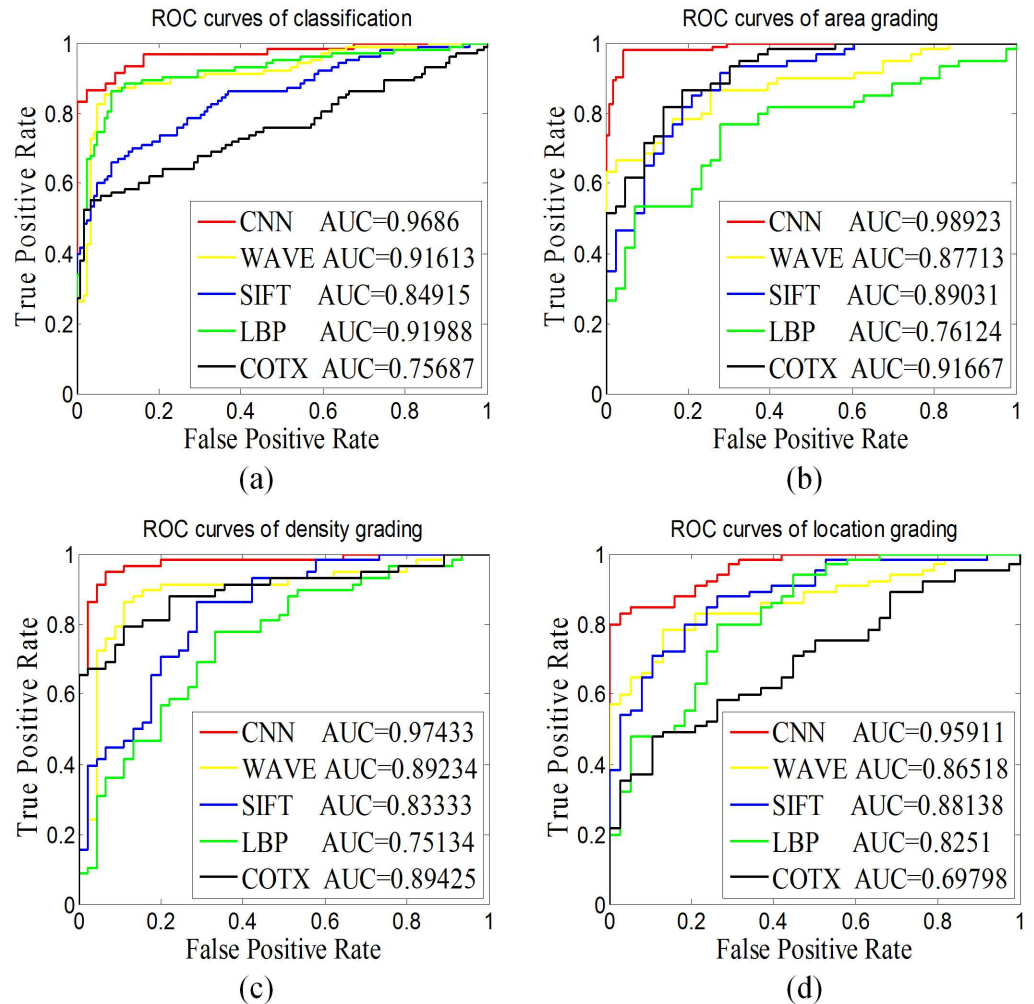 ROC curves of classification
1
0.8
0.6
0.4
0.2
0
True Positive Rate
CNN AUC=0.9686
WAVE AUC=0.91613
SIFT AUC=0.84915
LBP AUC=0.91988
COTX AUC=0.75687
0 0.2 0.4 0.6 0.8 1
False Positive Rate
(a)
ROC curves of area grading
1
0.8
0.6
0.4
0.2
0
True Positive Rate
CNN AUC=0.98923
WAVE AUC=0.87713
SIFT AUC=0.89031
LBP AUC=0.76124
COTX AUC=0.91667
0 0.2 0.4 0.6 0.8 1
False Positive Rate
(b)
ROC curves of density grading
1
0.8
0.6
0.4
0.2
0
True Positive Rate
CNN AUC=0.97433
WAVE AUC=0.89234
SIFT AUC=0.83333
LBP AUC=0.75134
COTX AUC=0.89425
0 0.2 0.4 0.6 0.8 1
False Positive Rate
(c)
ROC curves of location grading
1
0.8
0.6
0.4
0.2
0
True Positive Rate
CNN AUC=0.95911
WAVE AUC=0.86518
SIFT AUC=0.88138
LBP AUC=0.8251
COTX AUC=0.69798
0 0.2 0.4 0.6 0.8 1
False Positive Rate
(d)